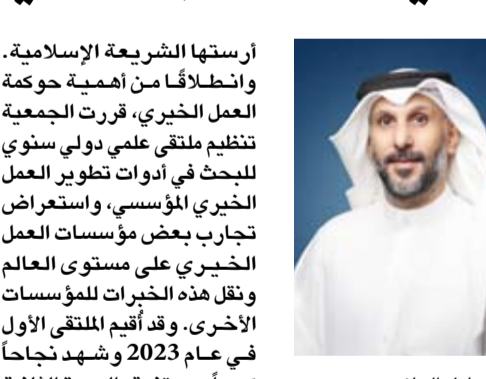 أرستها الشريعة الإسلامية.
وانطلاقًا من أهمية حوكمة
العمل الخيري، قررت الجمعية
تنظيم ملتقى علمي دولي سنوي
للبحث في أدوات تطوير العمل
الخيري المؤسسي، واستعراض
تجارب بعض مؤسسات العمل
الخيري على مستوى العالم
ونقل هذه الخبرات للمؤسسات
الأخرى. وقد أُقيم الملتقى الأول
في عام 2023 وشهد نجاحاً